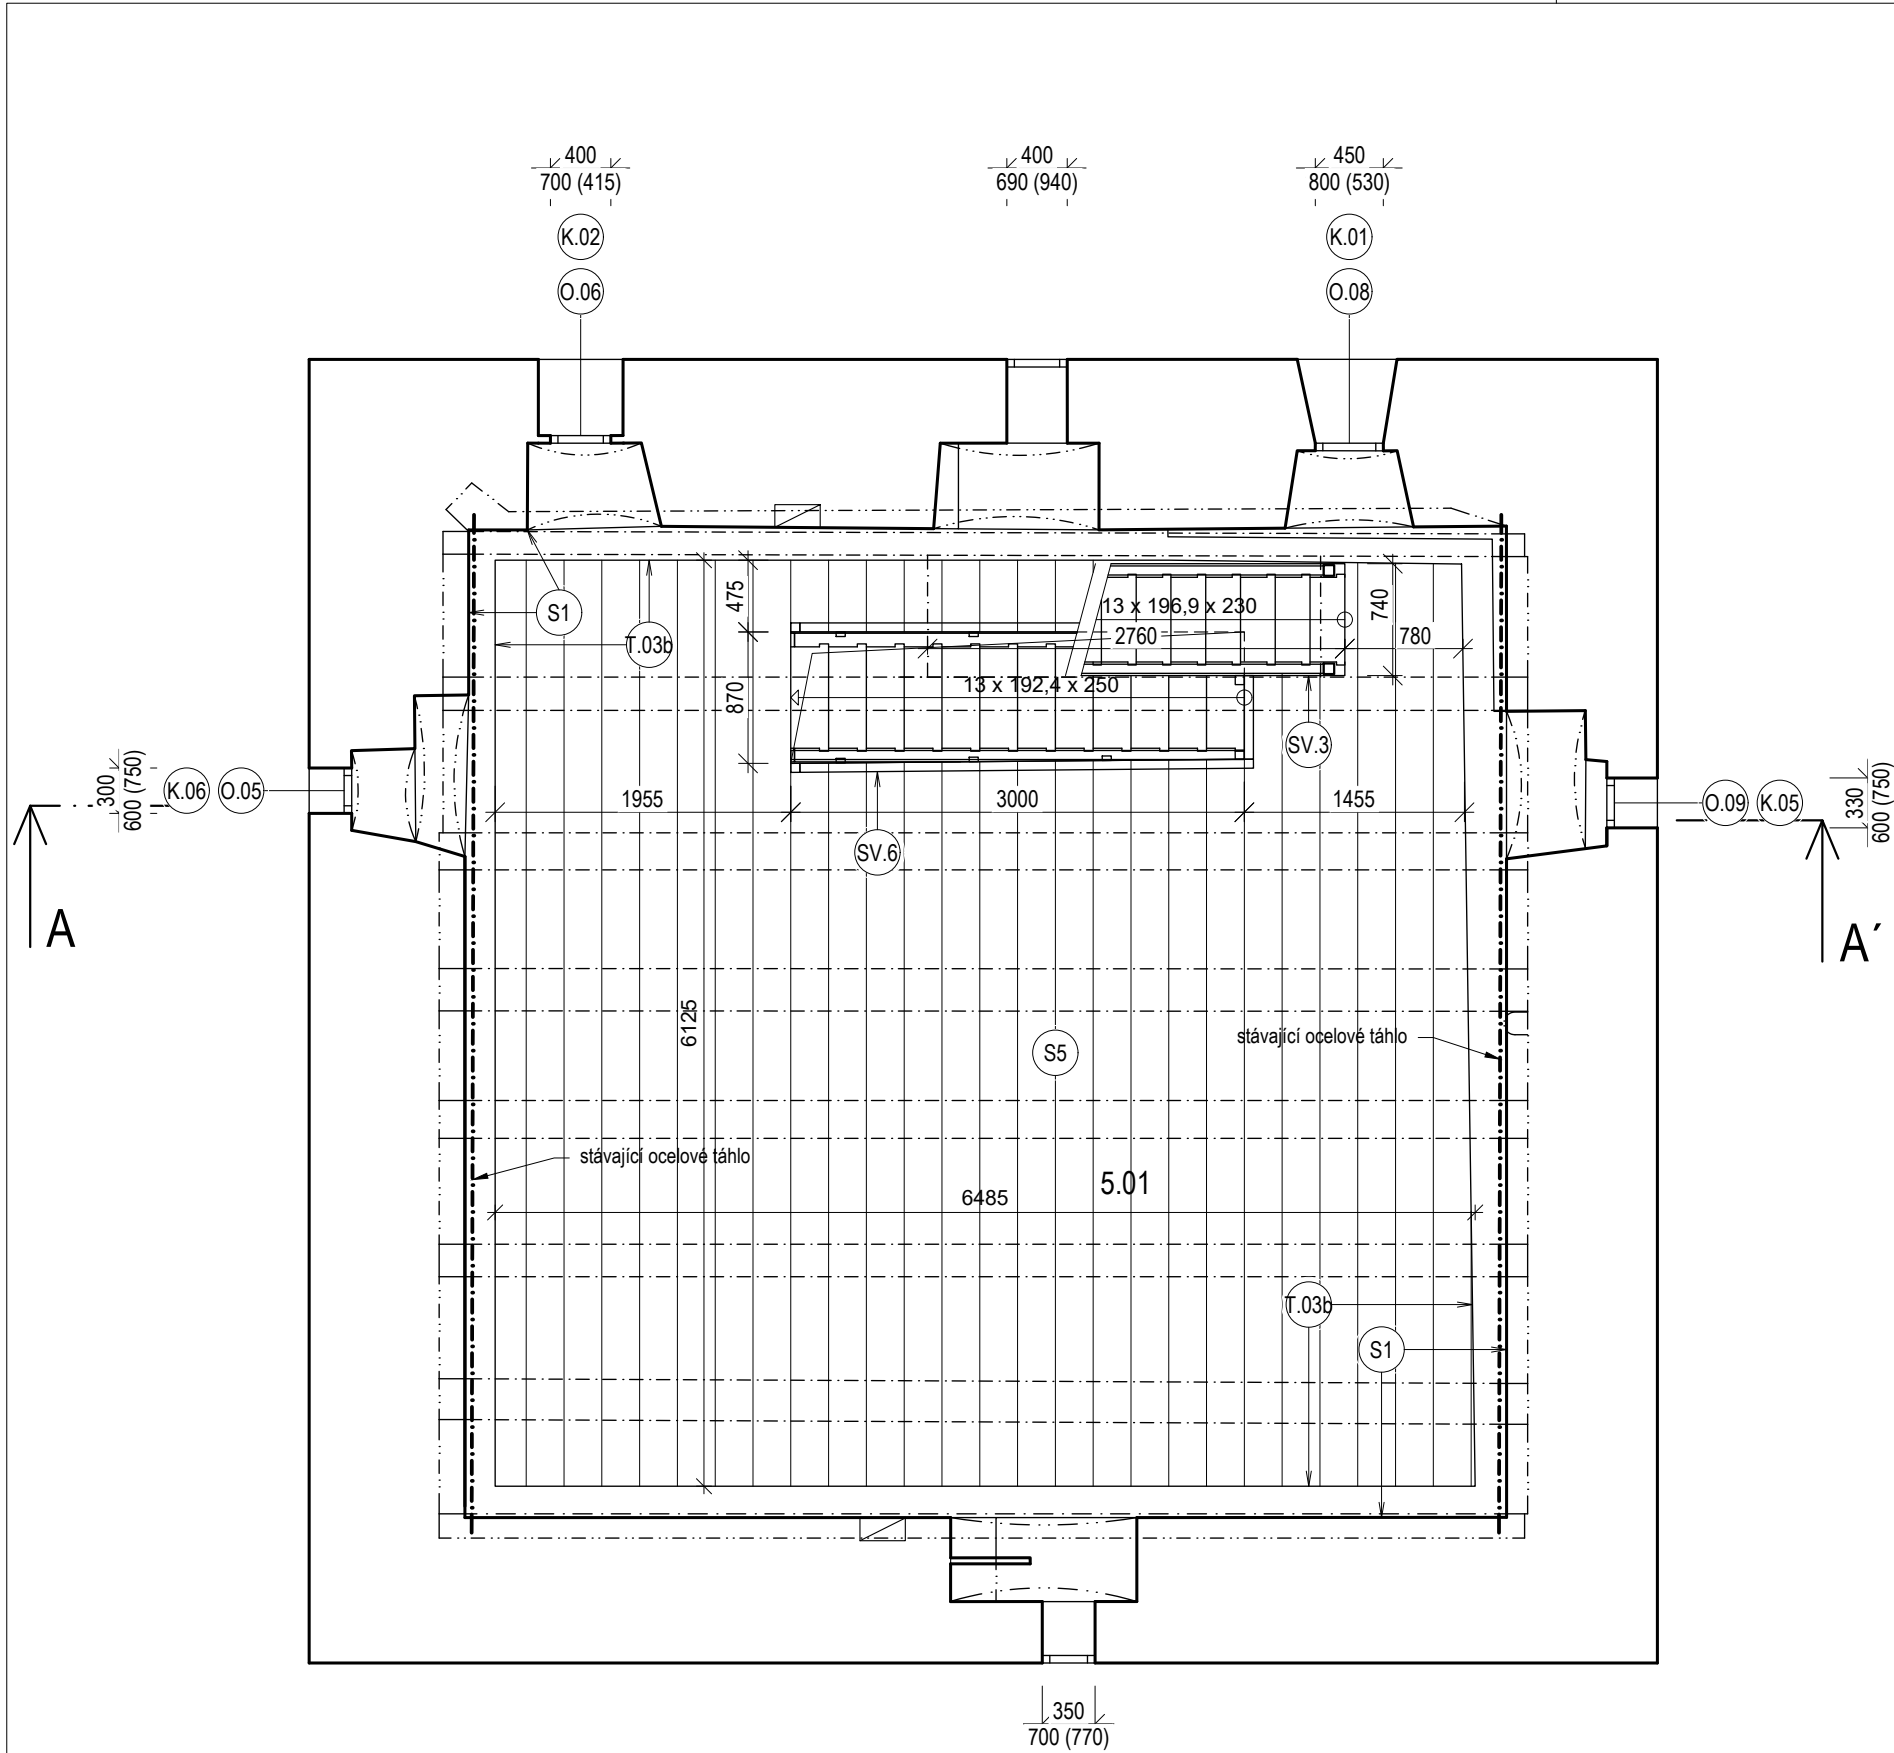 400
700 (415)
400
690 (940)
450
800 (530)
K.02
K.01
O.06
O.08
475
S1
T.03b
13 x 196,9 x 230
740
2760
780
13 x 192,4 x 250
870
SV.3
300
600 (750)
K.06
O.05
1955
3000
1455
O.09
K.05
330
600 (750)
SV.6
A
A´
6125
S5
stávající ocelové táhlo
stávající ocelové táhlo
5.01
6485
T.03b
S1
350
700 (770)